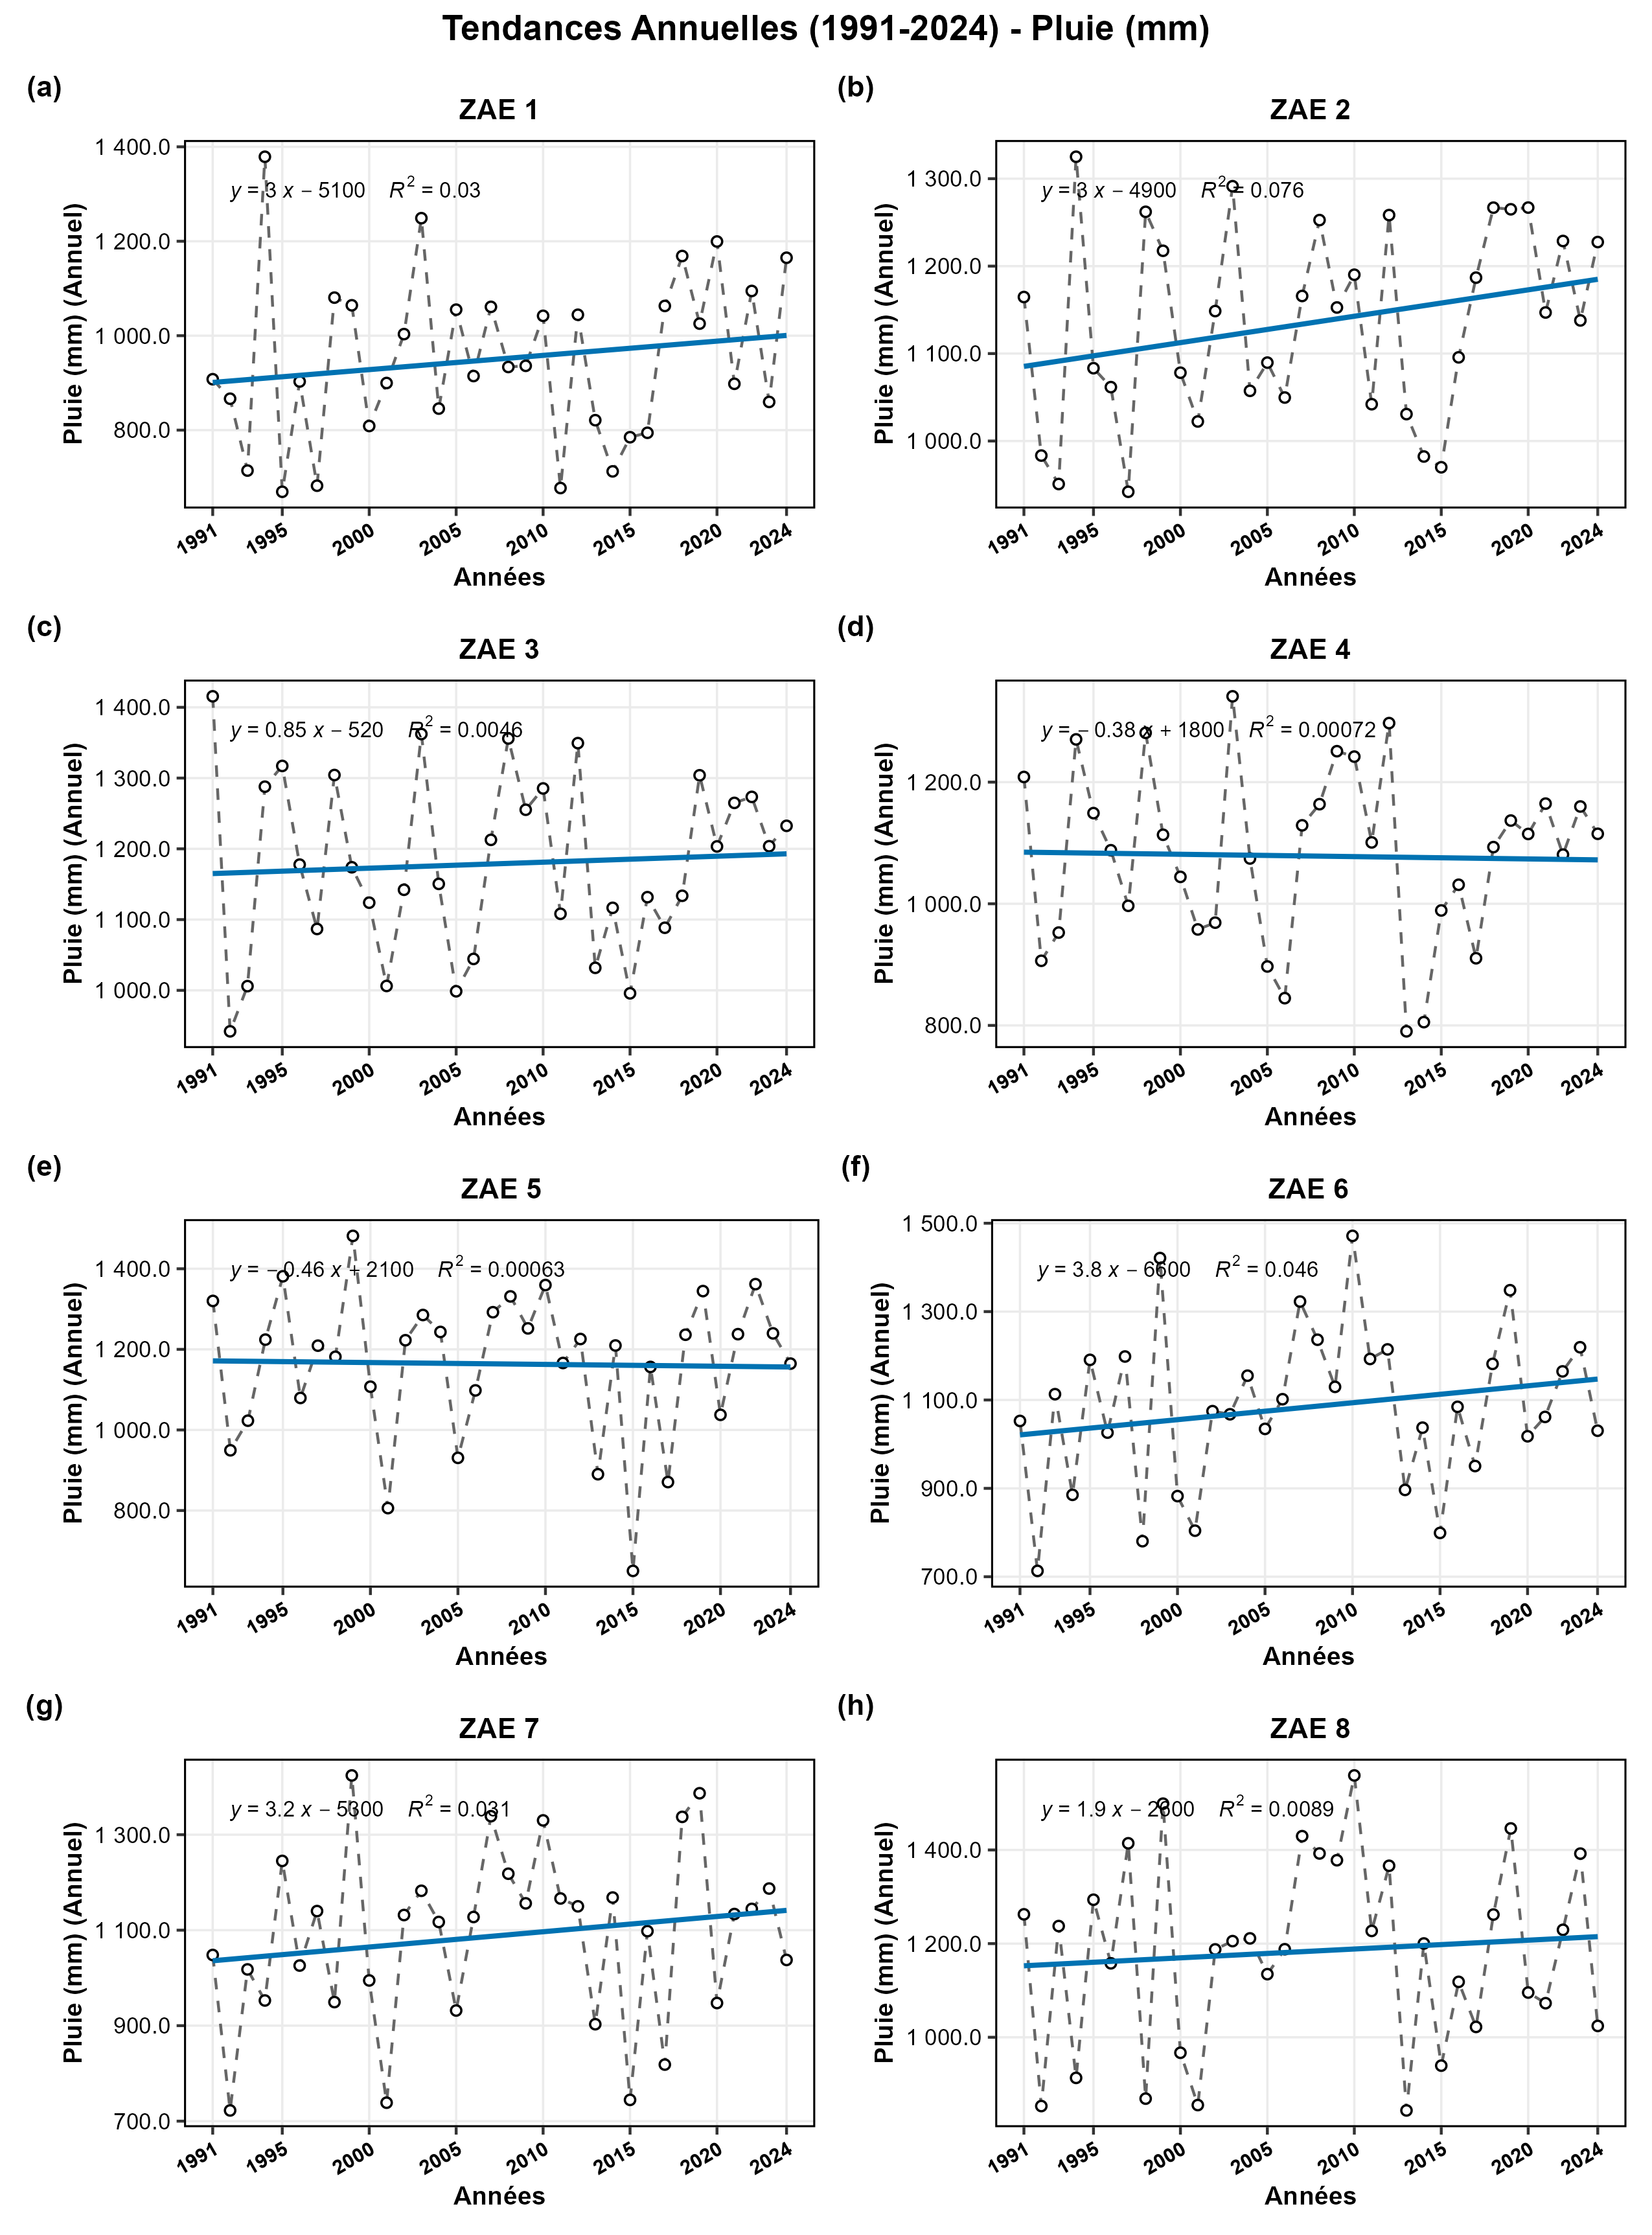 Tendances Annuelles (1991-2024) - Pluie (mm)
(a)
ZAE 1
y = 3 x − 5100 R² = 0.03
Pluie (mm) (Annuel)
1 400.0
1 200.0
1 000.0
800.0
1991 1995 2000 2005 2010 2015 2020 2024
Années
(b)
ZAE 2
y = 3 x − 4900 R² = 0.076
Pluie (mm) (Annuel)
1 300.0
1 200.0
1 100.0
1 000.0
1991 1995 2000 2005 2010 2015 2020 2024
Années
(c)
ZAE 3
y = 0.85 x − 520 R² = 0.0046
Pluie (mm) (Annuel)
1 400.0
1 300.0
1 200.0
1 100.0
1 000.0
1991 1995 2000 2005 2010 2015 2020 2024
Années
(d)
ZAE 4
y = − 0.38 x + 1800 R² = 0.00072
Pluie (mm) (Annuel)
1 200.0
1 000.0
800.0
1991 1995 2000 2005 2010 2015 2020 2024
Années
(e)
ZAE 5
y = − 0.46 x + 2100 R² = 0.00063
Pluie (mm) (Annuel)
1 400.0
1 200.0
1 000.0
800.0
1991 1995 2000 2005 2010 2015 2020 2024
Années
(f)
ZAE 6
y = 3.8 x − 6600 R² = 0.046
Pluie (mm) (Annuel)
1 500.0
1 300.0
1 100.0
900.0
700.0
1991 1995 2000 2005 2010 2015 2020 2024
Années
(g)
ZAE 7
y = 3.2 x − 5300 R² = 0.031
Pluie (mm) (Annuel)
1 300.0
1 100.0
900.0
700.0
1991 1995 2000 2005 2010 2015 2020 2024
Années
(h)
ZAE 8
y = 1.9 x − 2600 R² = 0.0089
Pluie (mm) (Annuel)
1 400.0
1 200.0
1 000.0
1991 1995 2000 2005 2010 2015 2020 2024
Années